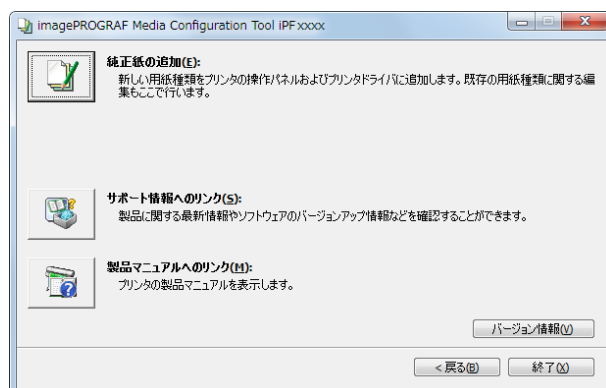 imagePROGRAF Media Configuration Tool iPFxxxx
純正紙の追加(E):
新しい用紙種類をプリンタの操作パネルおよびプリンタドライバに追加します。既存の用紙種類に関する編
集もここで行います。
サポート情報へのリンク(S):
製品に関する最新情報やソフトウェアのバージョンアップ情報などを確認することができます。
製品マニュアルへのリンク(M):
プリンタの製品マニュアルを表示します。
バージョン情報(V)
< 戻る(B)
終了(X)